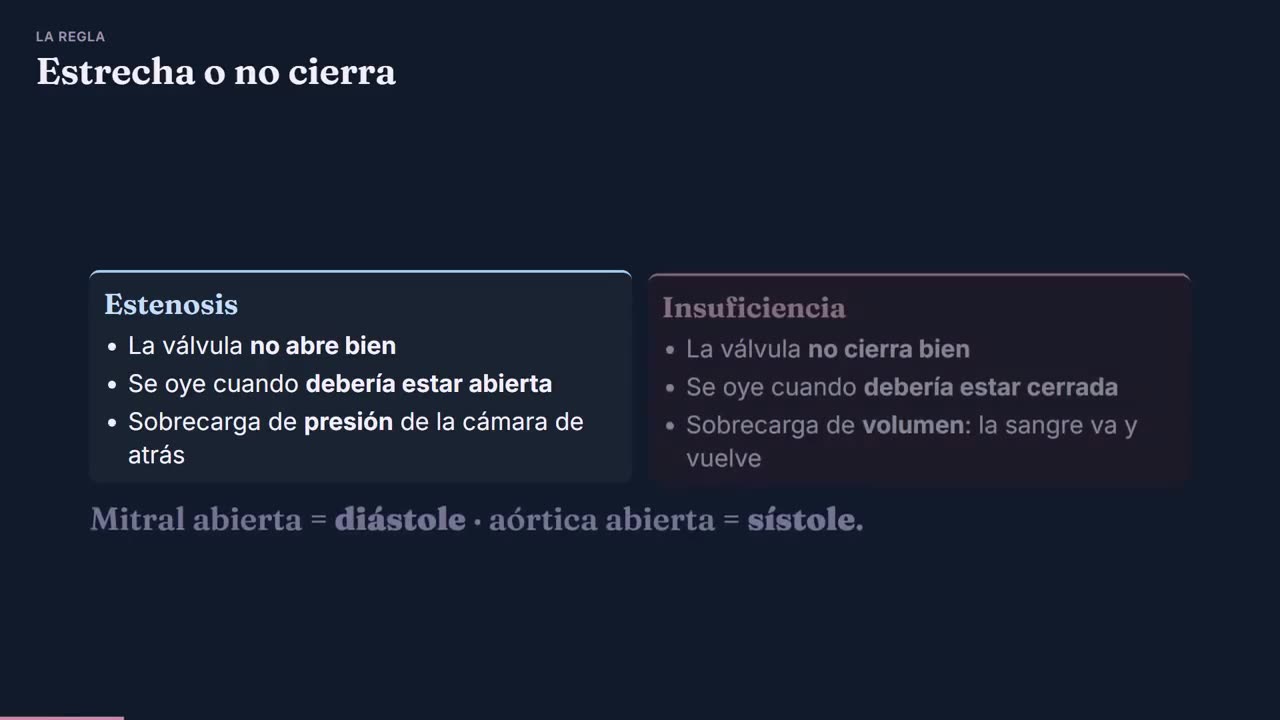 LA REGLA
Estrecha o no cierra
Estenosis
• La válvula no abre bien
• Se oye cuando debería estar abierta
• Sobrecarga de presión de la cámara de
atrás
Insuficiencia
• La válvula no cierra bien
• Se oye cuando debería estar cerrada
• Sobrecarga de volumen: la sangre va y
vuelve
Mitral abierta = diástole · aórtica abierta = sístole.